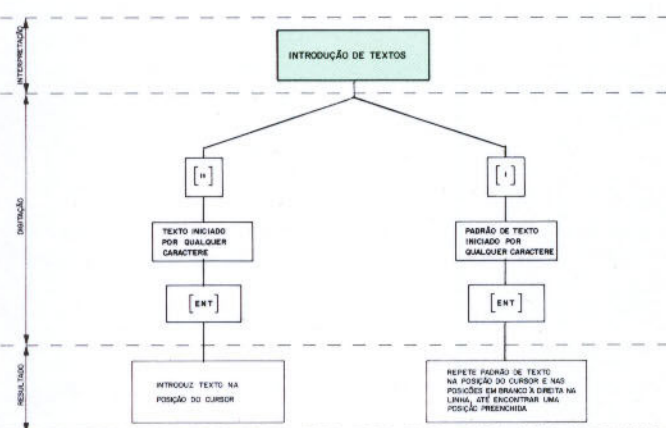 INTERPRETAÇÃO
INTRODUÇÃO DE TEXTOS
DIGITAÇÃO
["]
[']
TEXTO INICIADO
POR QUALQUER
CARACTERE
PADRÃO DE TEXTO
INICIADO POR
QUALQUER CARACTERE
[ENT]
[ENT]
RESULTADO
INTRODUZ TEXTO NA
POSIÇÃO DO CURSOR
REPETE PADRÃO DE TEXTO
NA POSIÇÃO DO CURSOR E NAS
POSIÇÕES EM BRANCO À DIREITA NA
LINHA, ATÉ ENCONTRAR UMA
POSIÇÃO PREENCHIDA